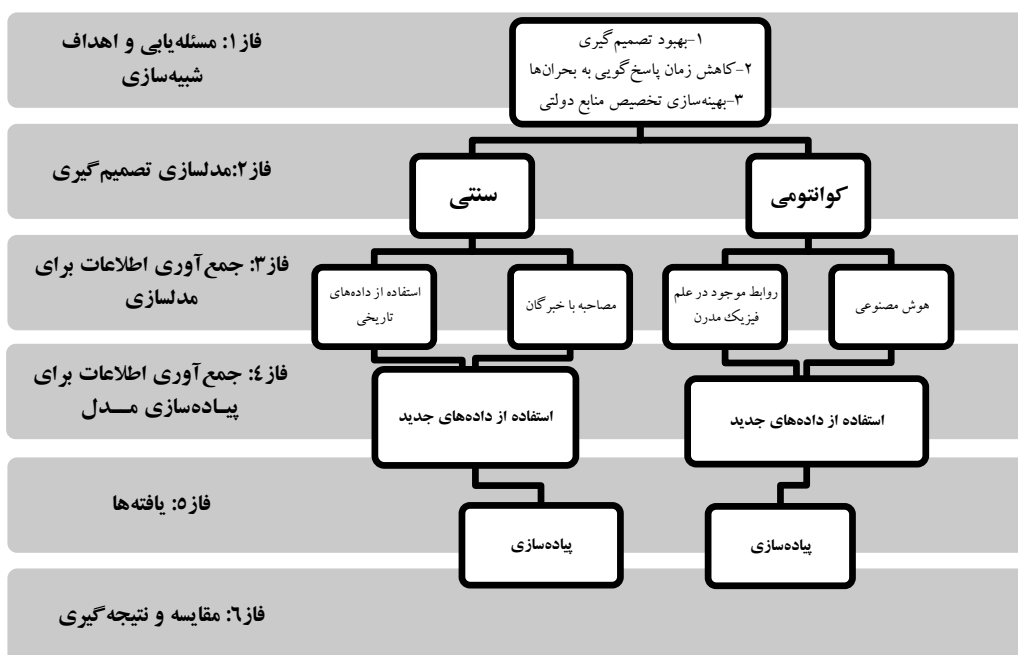 فاز۱: مسئله‌یابی و اهداف
شبیه‌سازی
۱-بهبود تصمیم‌گیری
۲-کاهش زمان پاسخ‌گویی به بحران‌ها
۳-بهینه‌سازی تخصیص منابع دولتی
فاز۲:مدلسازی تصمیم‌گیری
کوانتومی
سنتی
فاز۳: جمع‌آوری اطلاعات برای
مدلسازی
هوش مصنوعی
روابط موجود در علم
فیزیک مدرن
مصاحبه با خبرگان
استفاده از داده‌های
تاریخی
فاز٤: جمع‌آوری اطلاعات برای
پیـاده‌سازی مـــدل
استفاده از داده‌های جدید
استفاده از داده‌های جدید
فاز٥: یافته‌ها
پیاده‌سازی
پیاده‌سازی
فاز٦: مقایسه و نتیجه‌گیری